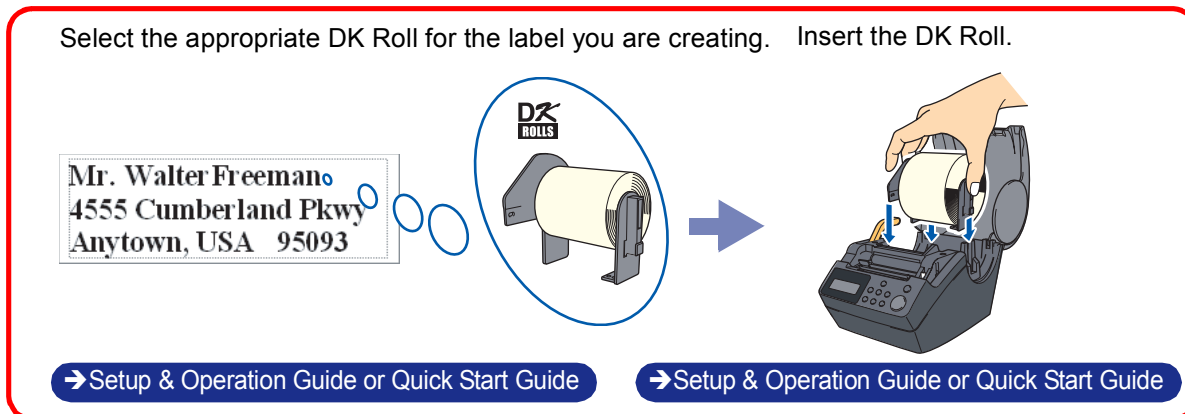 Select the appropriate DK Roll for the label you are creating.
Insert the DK Roll.
DK
ROLLS
Mr. Walter Freeman
4555 Cumberland Pkwy
Anytown, USA 95093
➔Setup & Operation Guide or Quick Start Guide
➔Setup & Operation Guide or Quick Start Guide